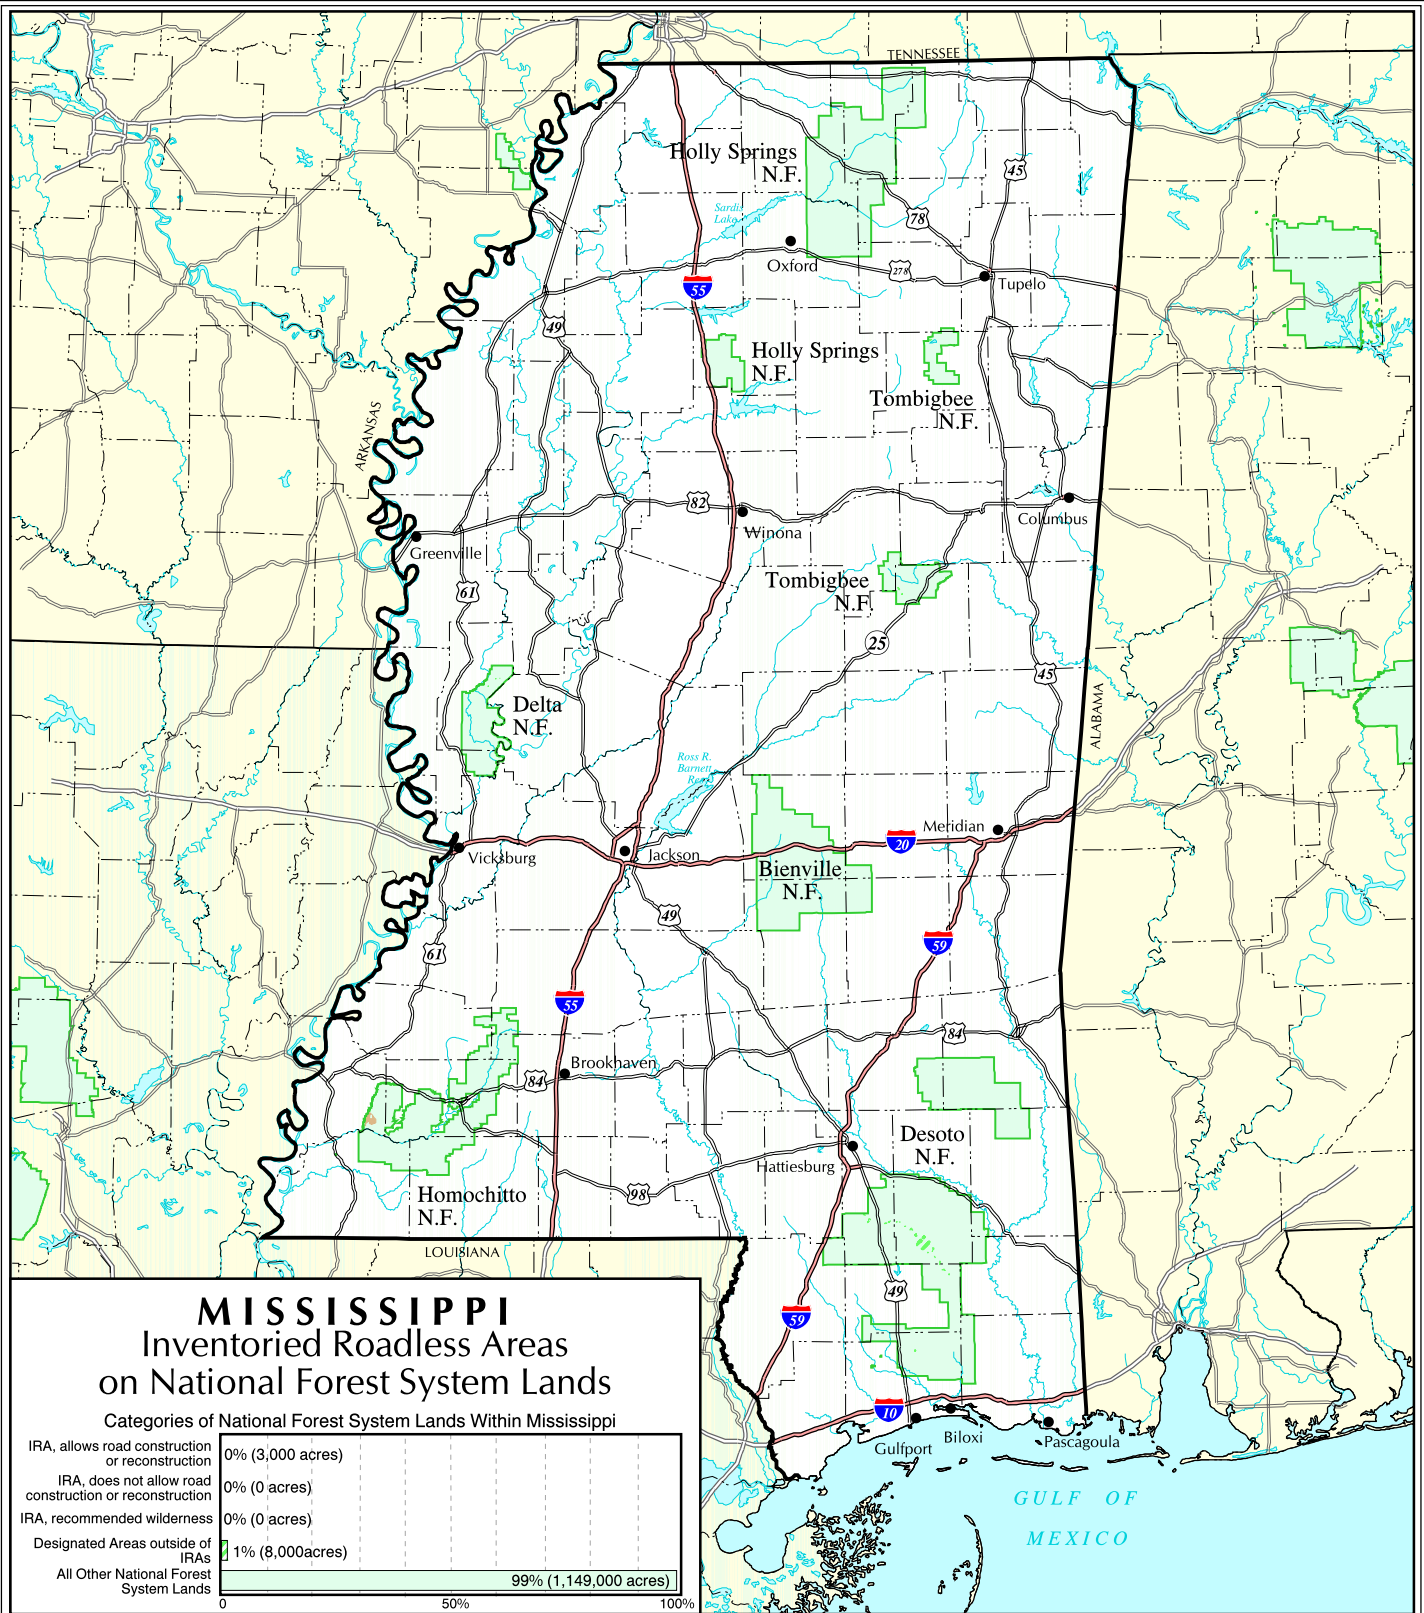 TENNESSEE
Holly Springs
N.F.
45
Sardis
Lake
78
Oxford
278
Tupelo
55
49
Holly Springs
N.F.
Tombigbee
N.F.
ARKANSAS
82
Winona
Columbus
Greenville
61
Tombigbee
N.F.
25
45
ALABAMA
Delta
N.F.
Ross R.
Barnett
Res.
Meridian
20
Vicksburg
Jackson
Bienville
N.F.
49
59
61
55
84
Brookhaven
84
Desoto
N.F.
Hattiesburg
98
Homochitto
N.F.
LOUISIANA
49
59
10
Gulfport
Biloxi
Pascagoula
GULF OF
MEXICO
MISSISSIPPI
Inventoried Roadless Areas
on National Forest System Lands
Categories of National Forest System Lands Within Mississippi
IRA, allows road construction
or reconstruction
0% (3,000 acres)
IRA, does not allow road
construction or reconstruction
0% (0 acres)
IRA, recommended wilderness
0% (0 acres)
Designated Areas outside of
IRAs
1% (8,000acres)
All Other National Forest
System Lands
99% (1,149,000 acres)
0 50% 100%